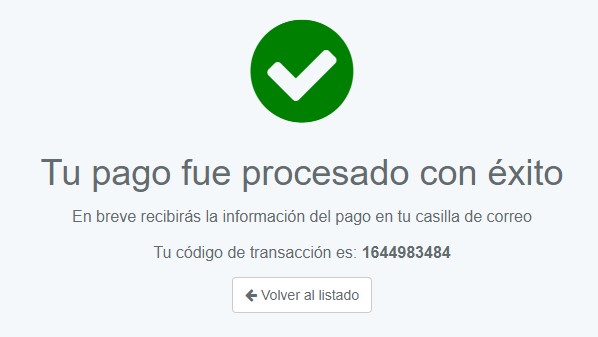 Tu pago fue procesado con éxito
En breve recibirás la información del pago en tu casilla de correo
Tu código de transacción es: 1644983484
Volver al listado